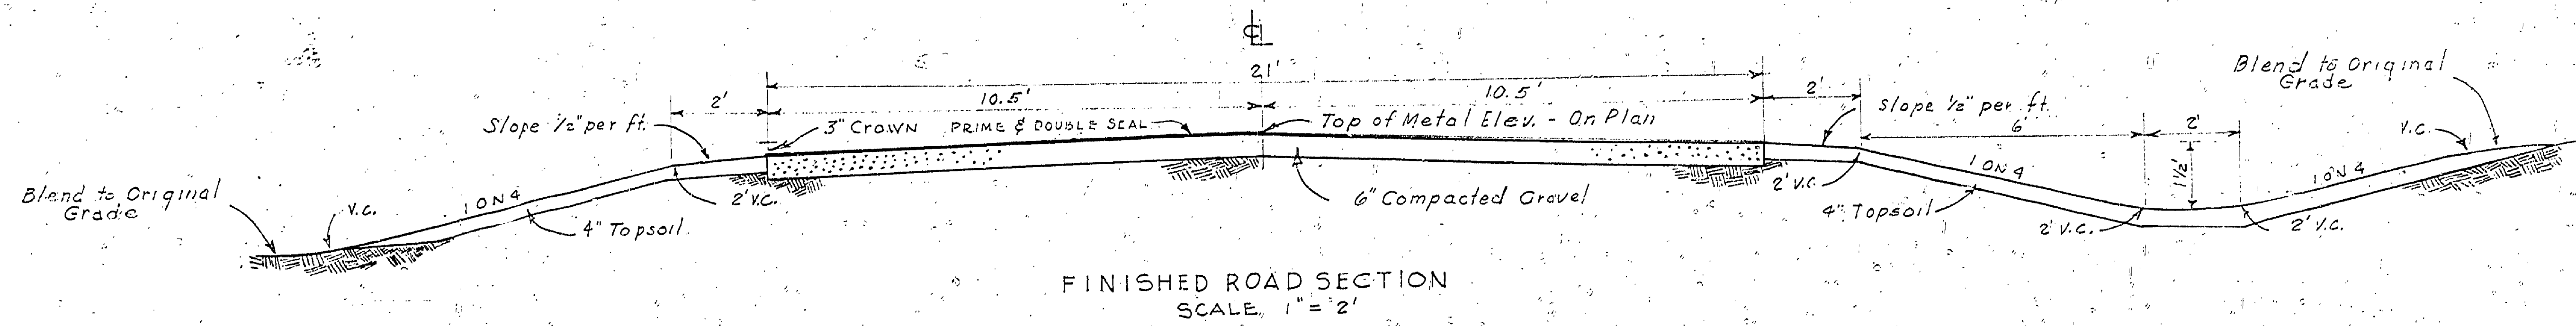 ℄
21'
10.5'
10.5'
2'
2'
Slope 1/2" per ft.
3" Crown
PRIME & DOUBLE SEAL
Top of Metal Elev. - On Plan
Slope 1/2" per ft.
6'
2'
Blend to Original
Grade
V.C.
1 ON 4
1 ON 4
1 1/2'
Blend to Original
Grade
V.C.
1 ON 4
4" Topsoil
2' V.C.
6" Compacted Gravel
2' V.C.
4" Topsoil
2' V.C.
2' V.C.
FINISHED ROAD SECTION
SCALE 1" = 2'